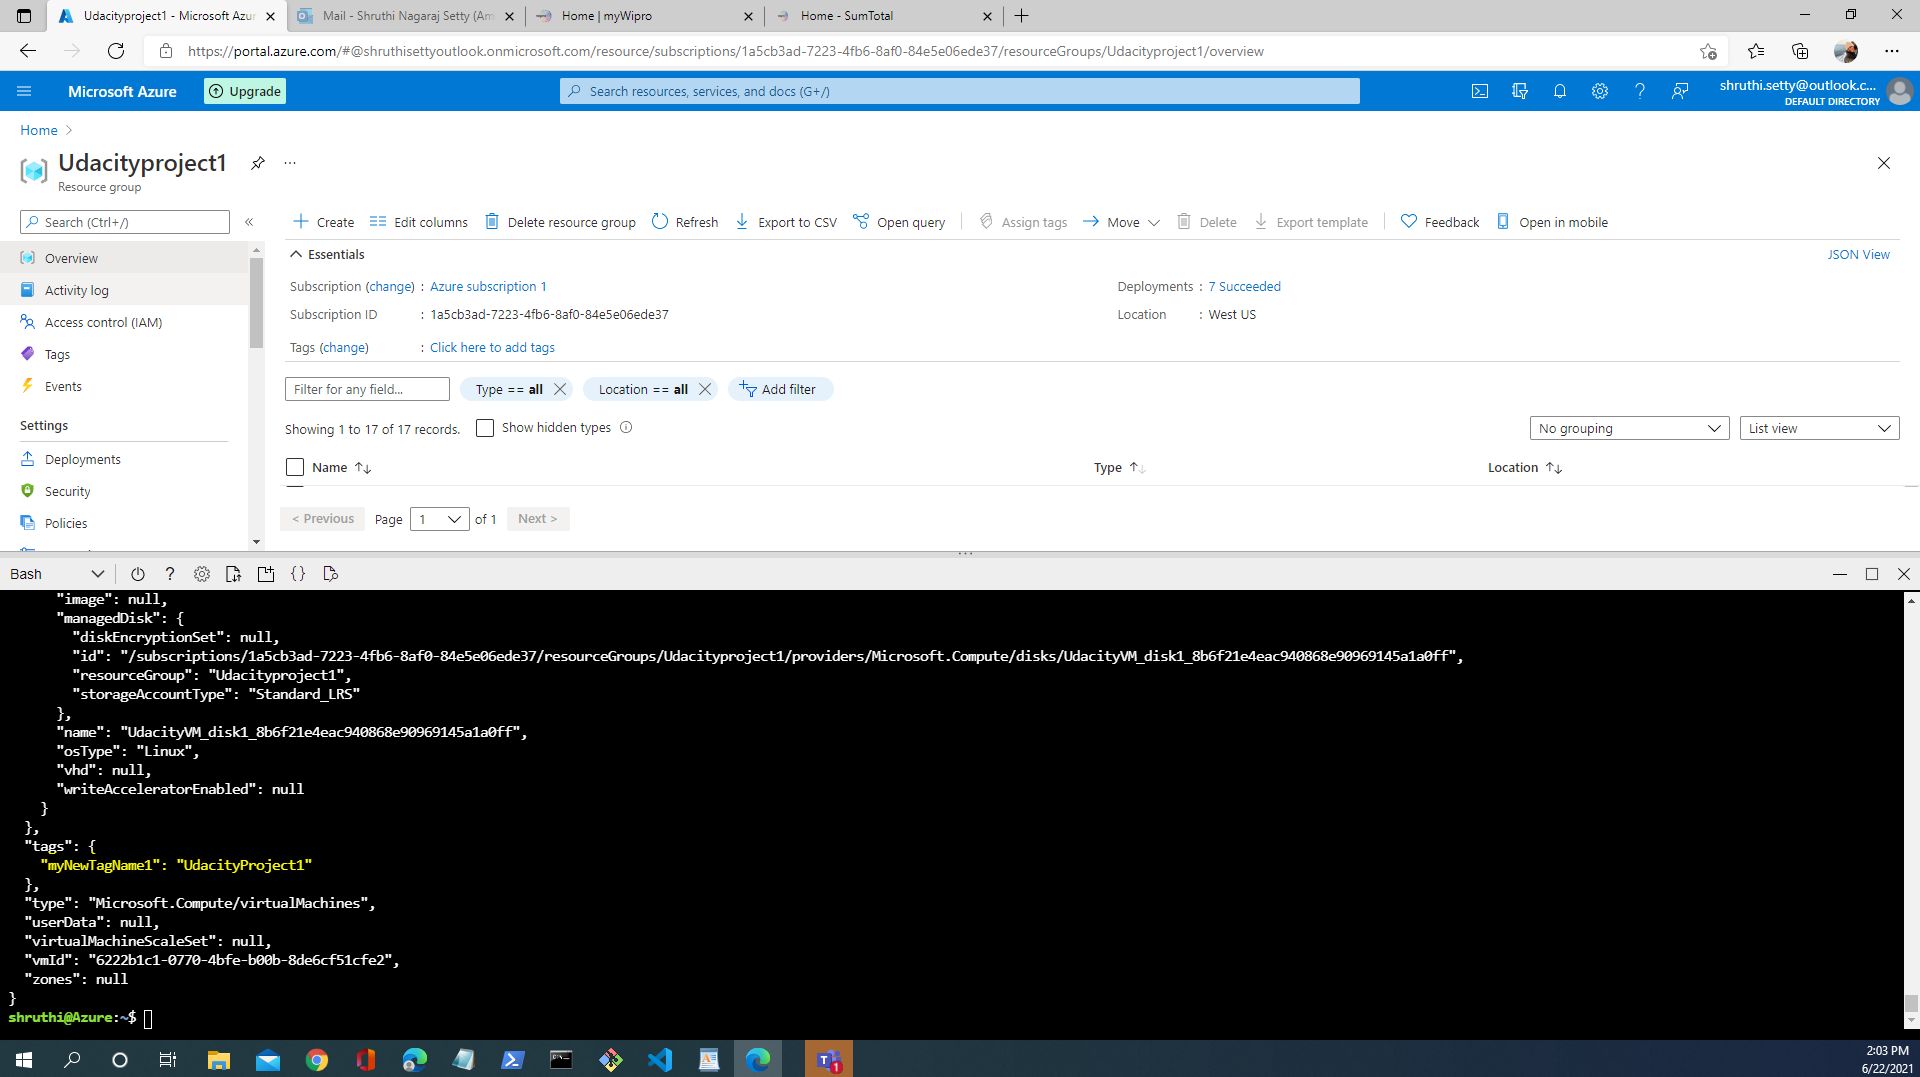 Udacityproject1 - Microsoft Azur
Mail - Shruthi Nagaraj Setty (Am
Home | myWipro
Home - SumTotal
https://portal.azure.com/#@shruthisettyoutlook.onmicrosoft.com/resource/subscriptions/1a5cb3ad-7223-4fb6-8af0-84e5e06ede37/resourceGroups/Udacityproject1/overview
Microsoft Azure
Upgrade
Search resources, services, and docs (G+/)
shruthi.setty@outlook.c...
DEFAULT DIRECTORY
Home
Udacityproject1
Resource group
Search (Ctrl+/)
Create
Edit columns
Delete resource group
Refresh
Export to CSV
Open query
Assign tags
Move
Delete
Export template
Feedback
Open in mobile
Overview
Activity log
Access control (IAM)
Tags
Events
Settings
Deployments
Security
Policies
Essentials
JSON View
Subscription (change) : Azure subscription 1
Deployments : 7 Succeeded
Subscription ID : 1a5cb3ad-7223-4fb6-8af0-84e5e06ede37
Location : West US
Tags (change) : Click here to add tags
Filter for any field...
Type == all
Location == all
Add filter
Showing 1 to 17 of 17 records.
Show hidden types
No grouping
List view
Name
Type
Location
< Previous
Page
1
of 1
Next >
Bash
"image": null,
"managedDisk": {
"diskEncryptionSet": null,
"id": "/subscriptions/1a5cb3ad-7223-4fb6-8af0-84e5e06ede37/resourceGroups/Udacityproject1/providers/Microsoft.Compute/disks/UdacityVM_disk1_8b6f21e4eac940868e90969145a1a0ff",
"resourceGroup": "Udacityproject1",
"storageAccountType": "Standard_LRS"
},
"name": "UdacityVM_disk1_8b6f21e4eac940868e90969145a1a0ff",
"osType": "Linux",
"vhd": null,
"writeAcceleratorEnabled": null
}
},
"tags": {
"myNewTagName1": "UdacityProject1"
},
"type": "Microsoft.Compute/virtualMachines",
"userData": null,
"virtualMachineScaleSet": null,
"vmId": "6222b1c1-0770-4bfe-b00b-8de6cf51cfe2",
"zones": null
}
shruthi@Azure:~$
1
2:03 PM
6/22/2021